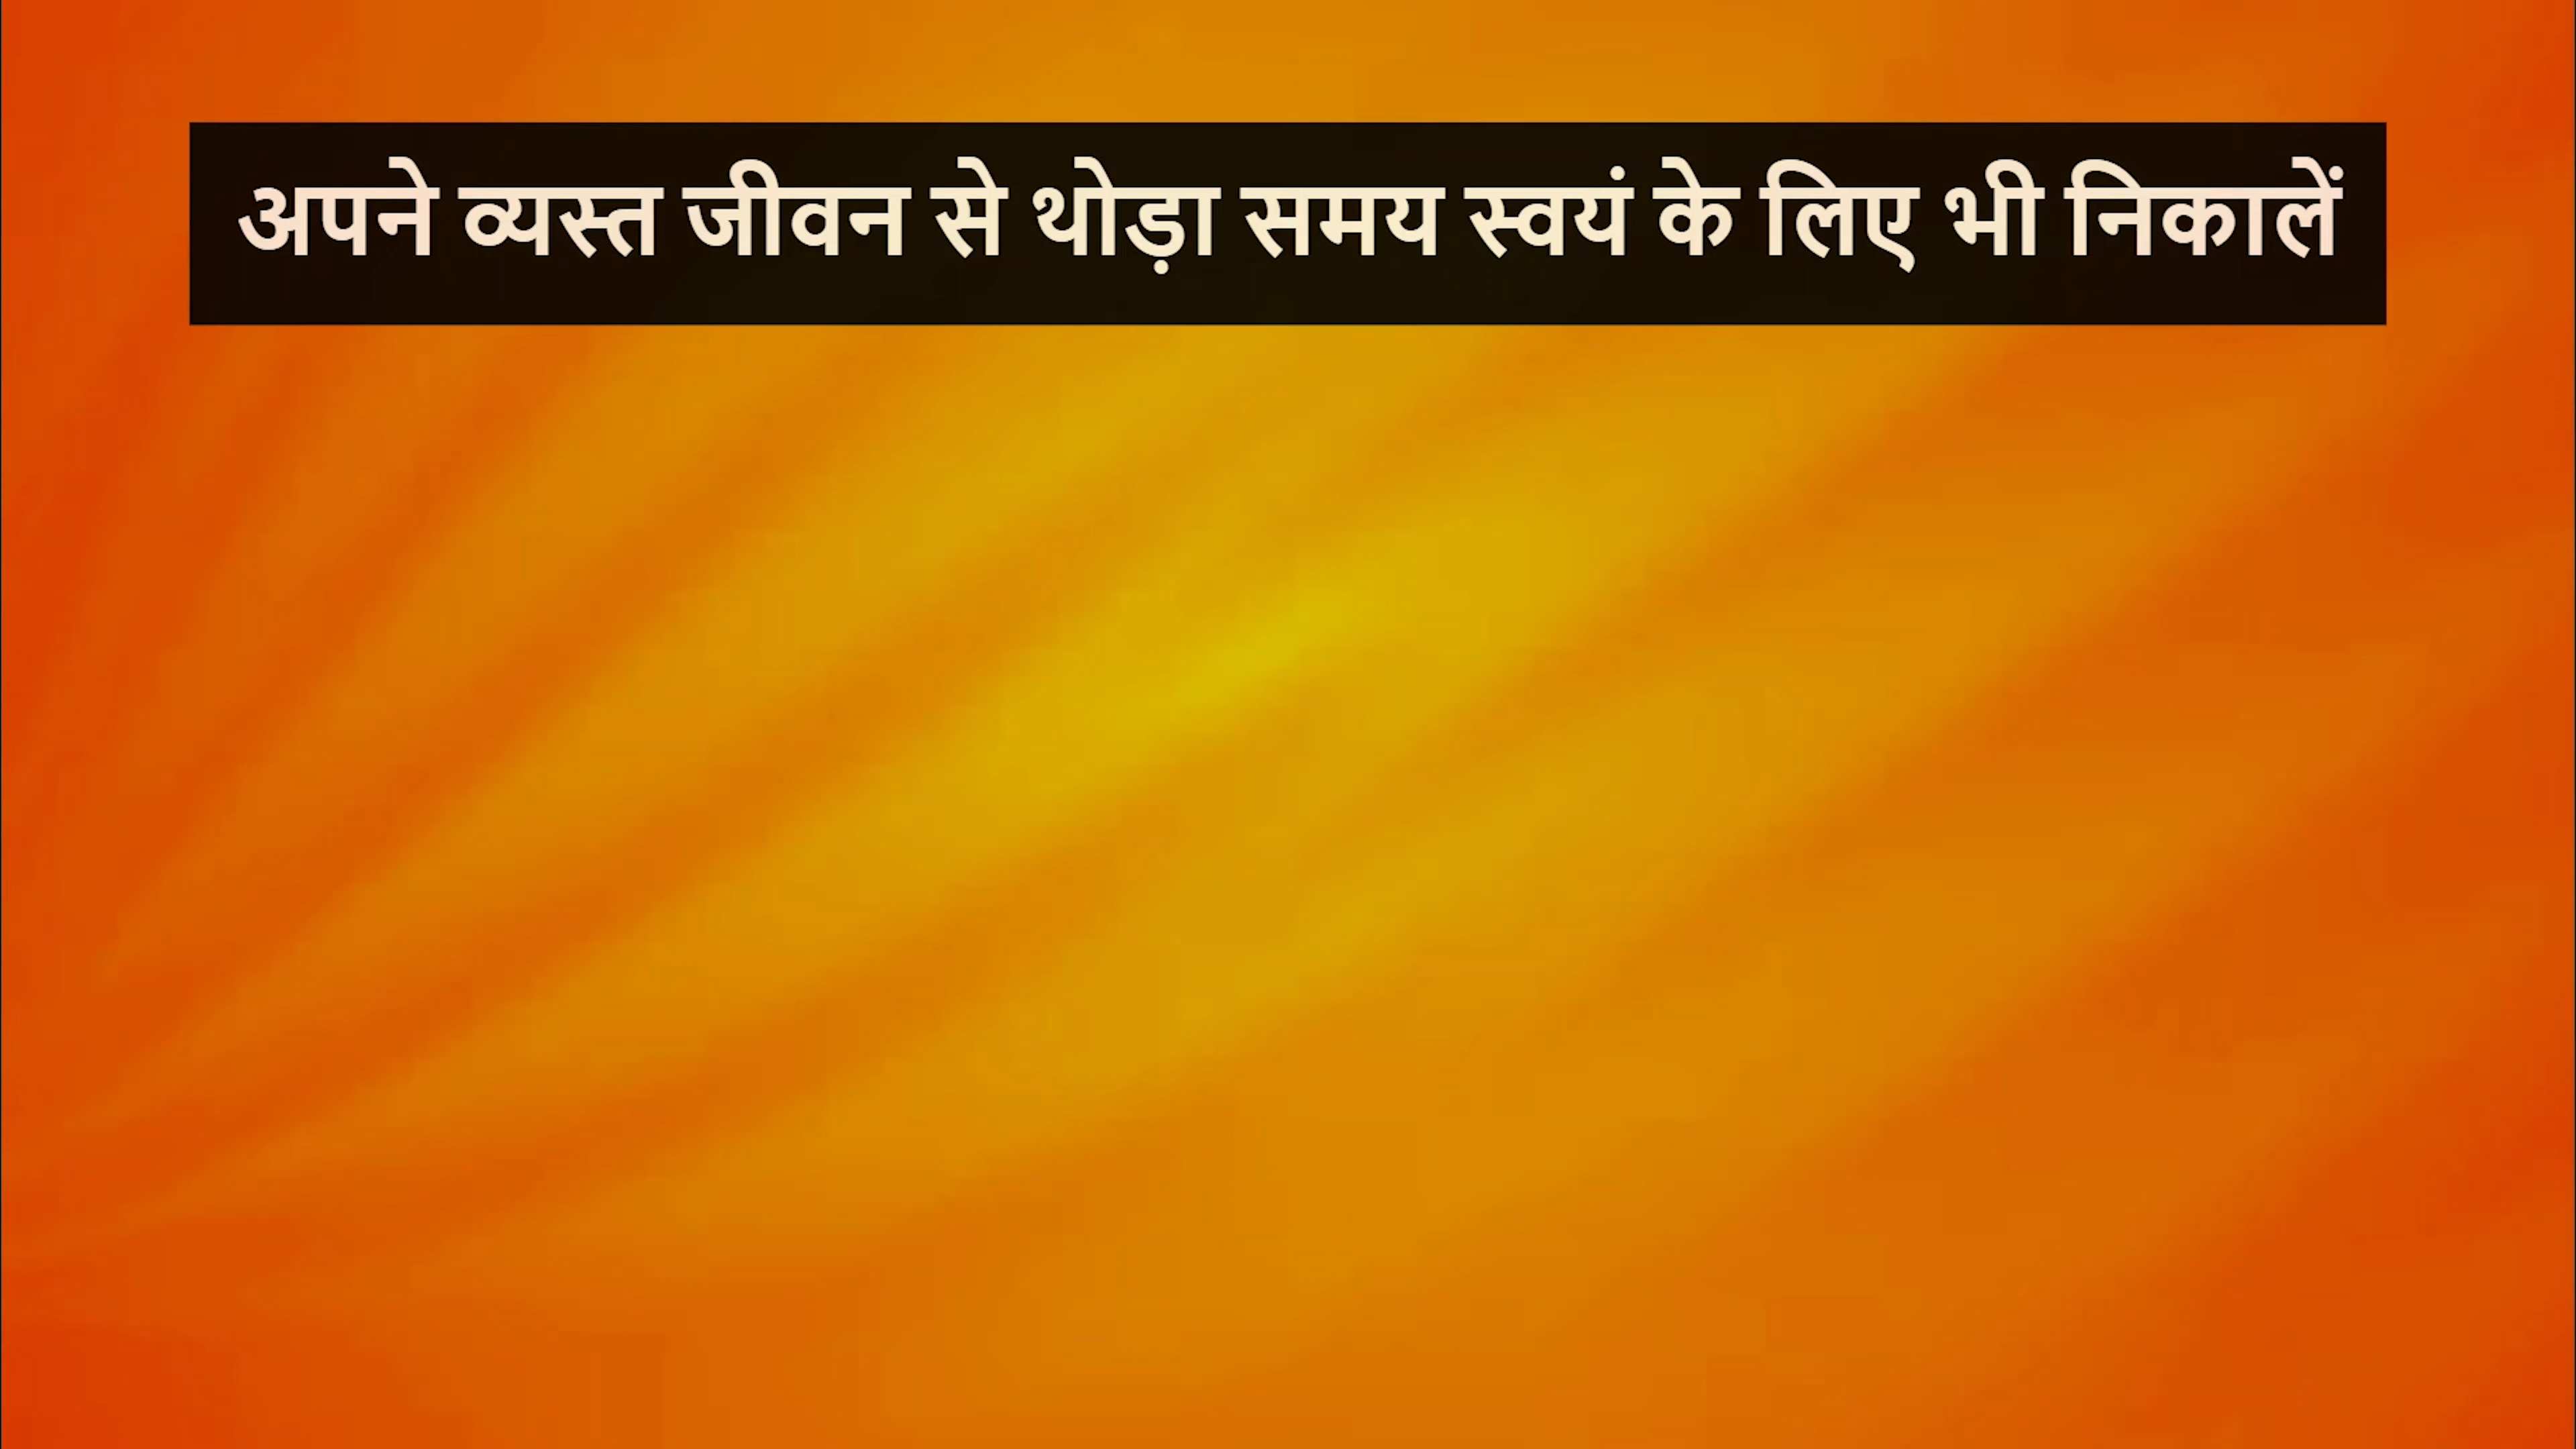 अपने व्यस्त जीवन से थोड़ा समय स्वयं के लिए भी निकालें